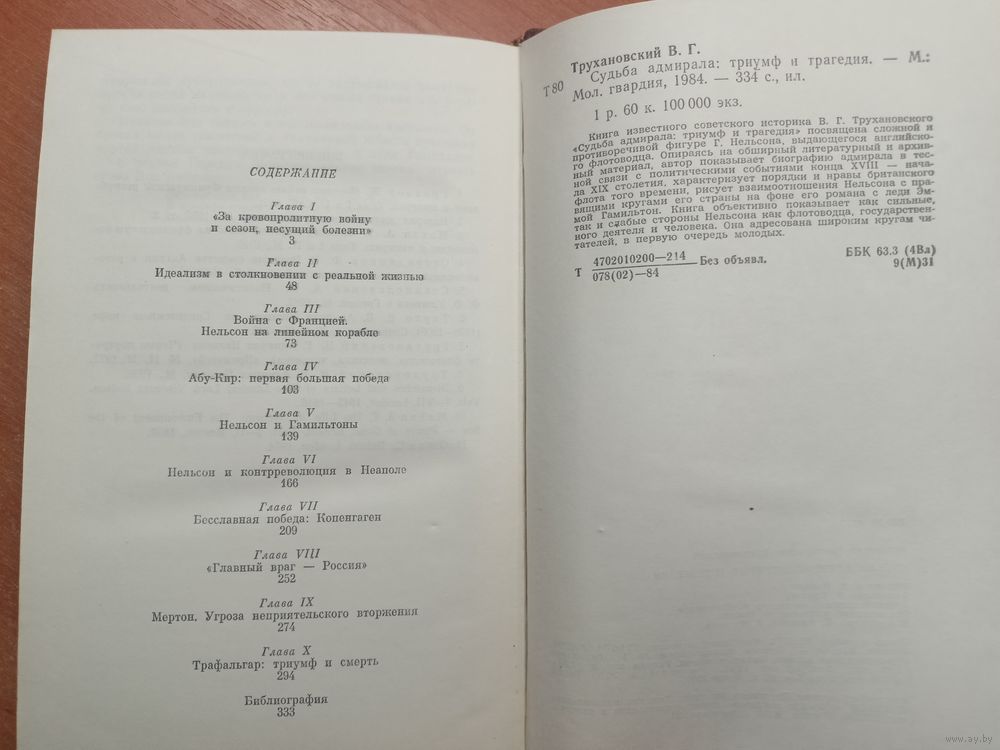 СОДЕРЖАНИЕ
Глава I
«За кровопролитную войну
и сезон, несущий болезни»
3
Глава II
Идеализм в столкновении с реальной жизнью
48
Глава III
Война с Францией.
Нельсон на линейном корабле
73
Глава IV
Абу-Кир: первая большая победа
103
Глава V
Нельсон и Гамильтоны
139
Глава VI
Нельсон и контрреволюция в Неаполе
166
Глава VII
Бесславная победа: Копенгаген
209
Глава VIII
«Главный враг — Россия»
252
Глава IX
Мертон. Угроза неприятельского вторжения
274
Глава X
Трафальгар: триумф и смерть
294
Библиография
333
Трухановский В. Г.
Т 80
Судьба адмирала: триумф и трагедия. — М.:
Мол. гвардия, 1984. — 334 с., ил.
1 р. 60 к. 100 000 экз.
Книга известного советского историка В. Г. Трухановского
«Судьба адмирала: триумф и трагедия» посвящена сложной и
противоречивой фигуре Г. Нельсона, выдающегося английско-
го флотоводца. Опираясь на обширный литературный и архив-
ный материал, автор показывает биографию адмирала в тес-
ной связи с политическими событиями конца XVIII — нача-
ла XIX столетия, характеризует порядки и нравы британского
флота того времени, рисует взаимоотношения Нельсона с пра-
вящими кругами его страны на фоне его романа с леди Эм-
мой Гамильтон. Книга объективно показывает как сильные,
так и слабые стороны Нельсона как флотоводца, государствен-
ного деятеля и человека. Она адресована широким кругам чи-
тателей, в первую очередь молодых.
Т 4702010200—214 Без объявл.
078(02)—84
ББК 63.3 (4Вл)
9(М)31
www.ay.by